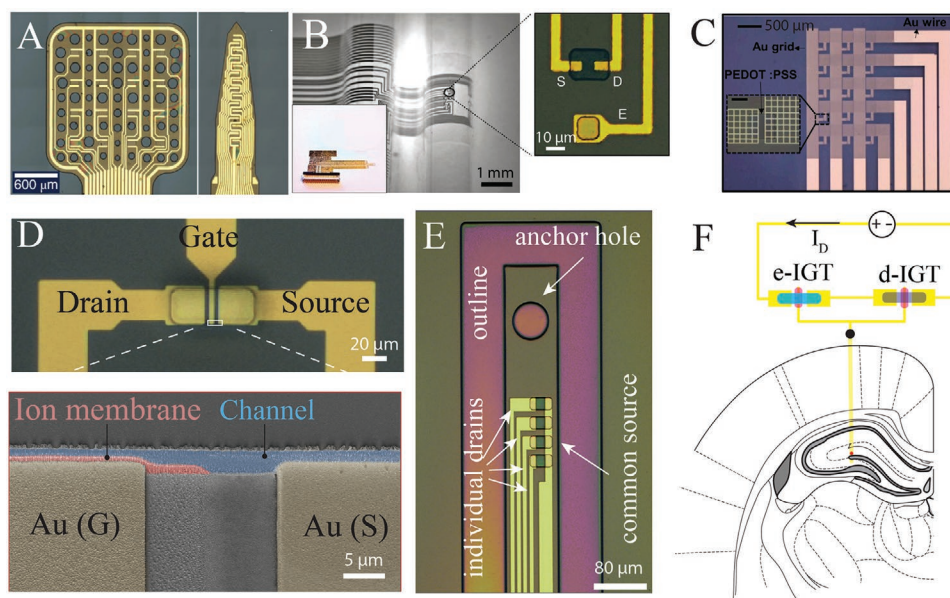 A
600 µm
B
1 mm
S
D
E
10 µm
C
500 µm
Au wire
Au grid
PEDOT :PSS
D
Gate
Drain
Source
20 µm
Ion membrane
Channel
Au (G)
Au (S)
5 µm
E
anchor hole
outline
individual drains
common source
80 µm
F
I_D
+ -
e-IGT
d-IGT